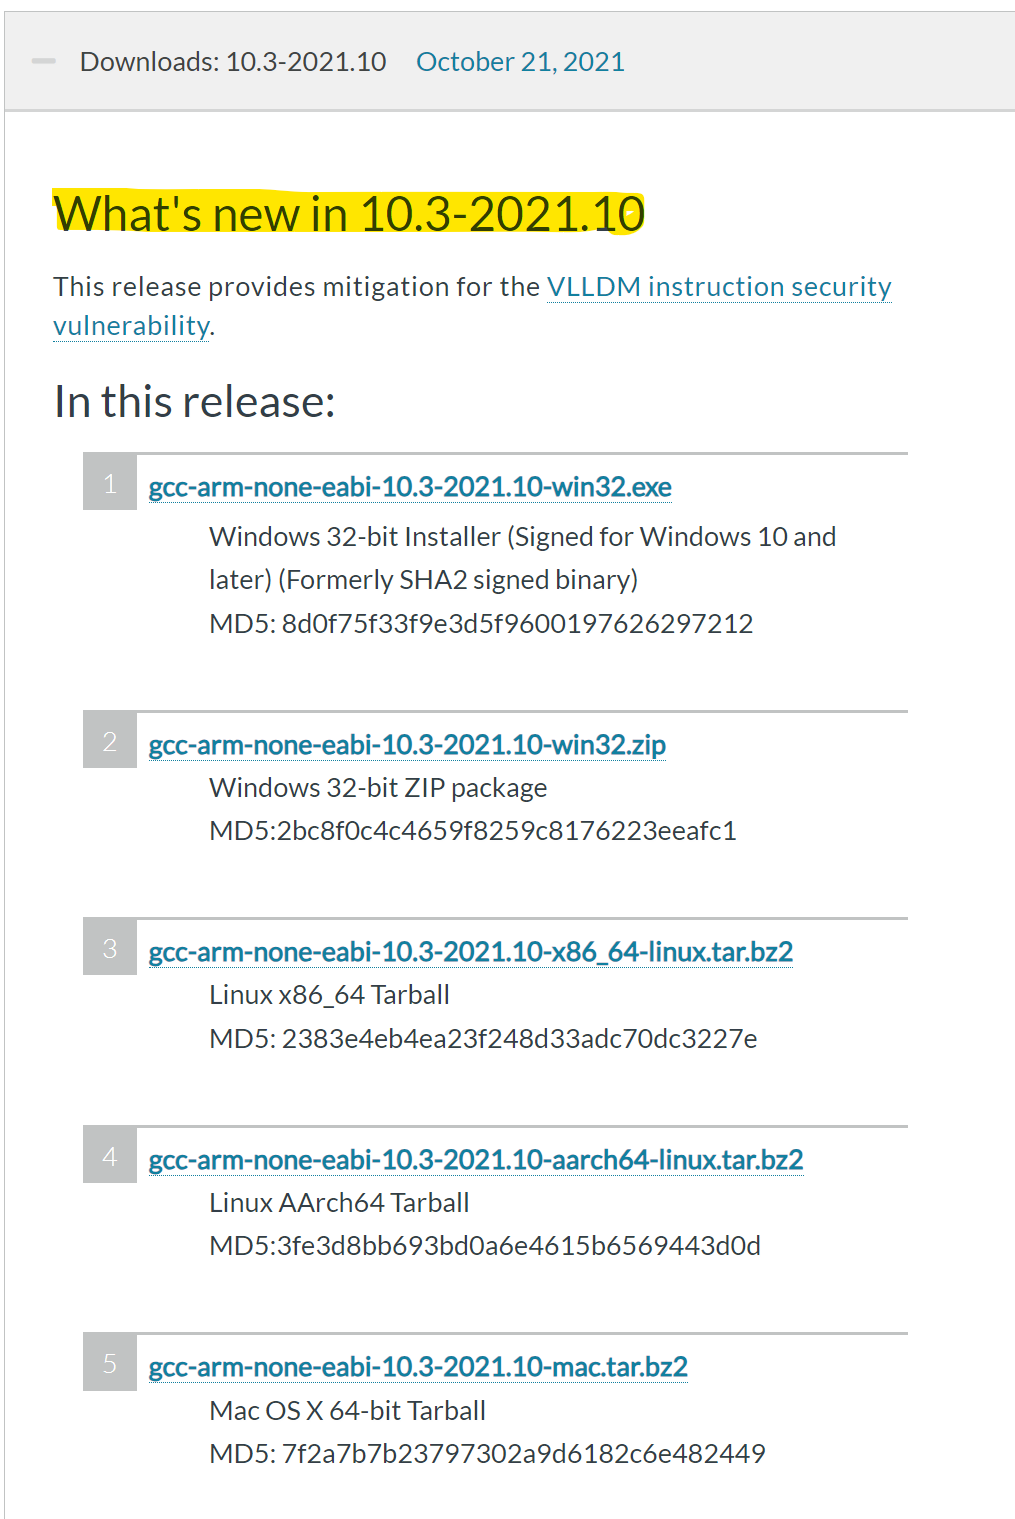 Downloads: 10.3-2021.10 October 21, 2021
What's new in 10.3-2021.10
This release provides mitigation for the VLLDM instruction security
vulnerability.
In this release:
1 gcc-arm-none-eabi-10.3-2021.10-win32.exe
Windows 32-bit Installer (Signed for Windows 10 and
later) (Formerly SHA2 signed binary)
MD5: 8d0f75f33f9e3d5f9600197626297212
2 gcc-arm-none-eabi-10.3-2021.10-win32.zip
Windows 32-bit ZIP package
MD5:2bc8f0c4c4659f8259c8176223eeafc1
3 gcc-arm-none-eabi-10.3-2021.10-x86_64-linux.tar.bz2
Linux x86_64 Tarball
MD5: 2383e4eb4ea23f248d33adc70dc3227e
4 gcc-arm-none-eabi-10.3-2021.10-aarch64-linux.tar.bz2
Linux AArch64 Tarball
MD5:3fe3d8bb693bd0a6e4615b6569443d0d
5 gcc-arm-none-eabi-10.3-2021.10-mac.tar.bz2
Mac OS X 64-bit Tarball
MD5: 7f2a7b7b23797302a9d6182c6e482449